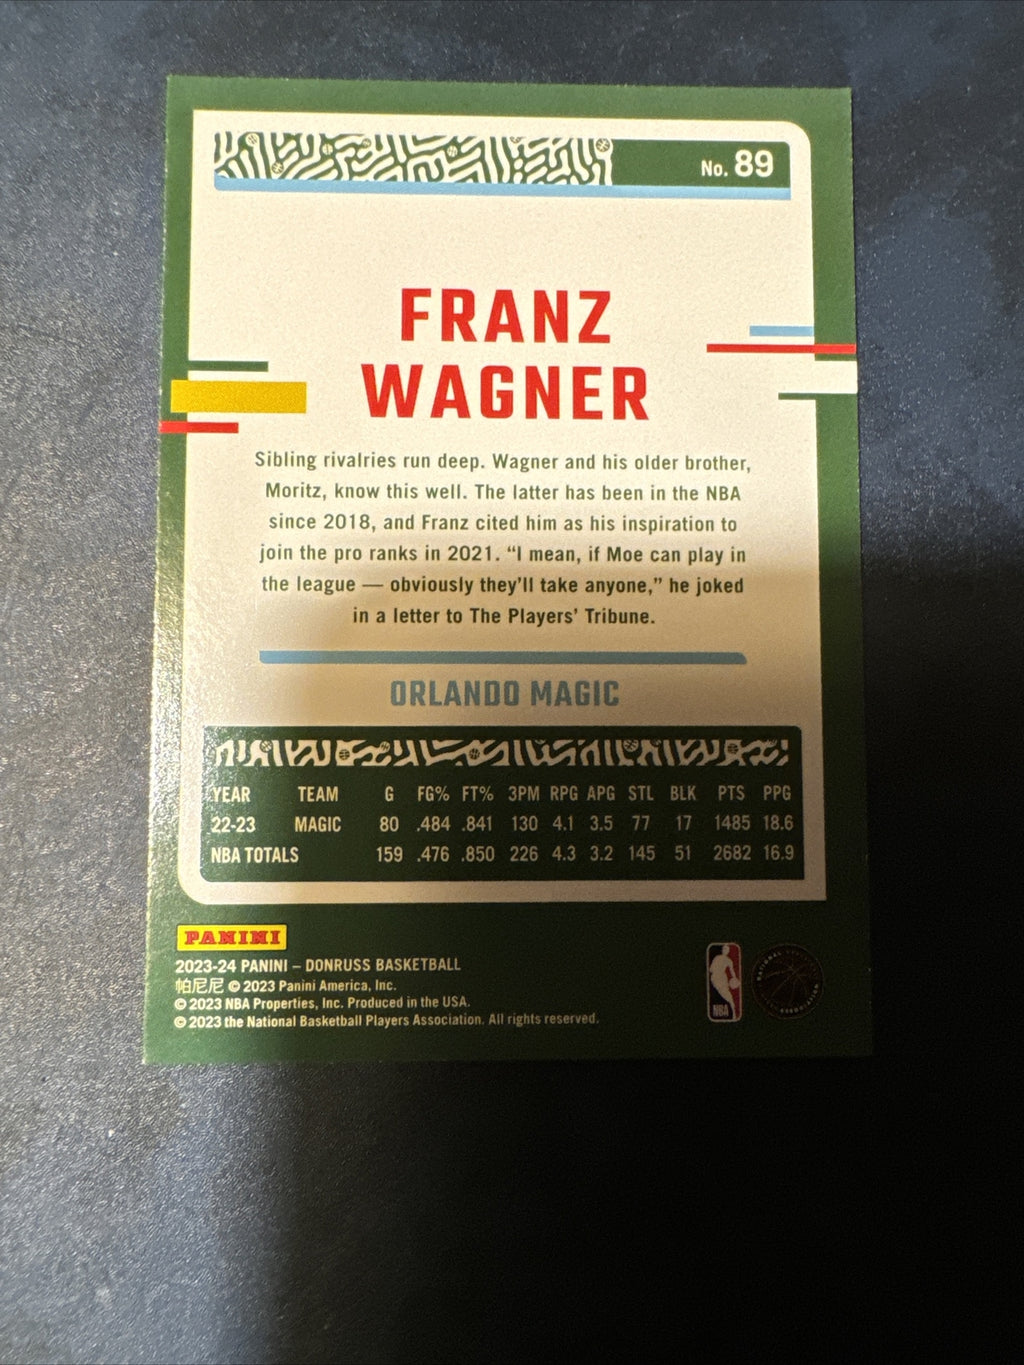 No. 89
FRANZ
WAGNER
Sibling rivalries run deep. Wagner and his older brother,
Moritz, know this well. The latter has been in the NBA
since 2018, and Franz cited him as his inspiration to
join the pro ranks in 2021. “I mean, if Moe can play in
the league — obviously they’ll take anyone,” he joked
in a letter to The Players’ Tribune.
ORLANDO MAGIC
YEAR TEAM G FG% FT% 3PM RPG APG STL BLK PTS PPG
22-23 MAGIC 80 .484 .841 130 4.1 3.5 77 17 1485 18.6
NBA TOTALS 159 .476 .850 226 4.3 3.2 145 51 2682 16.9
PANINI
2023-24 PANINI – DONRUSS BASKETBALL
帕尼尼 © 2023 Panini America, Inc.
© 2023 NBA Properties, Inc. Produced in the USA.
© 2023 the National Basketball Players Association. All rights reserved.
NBA